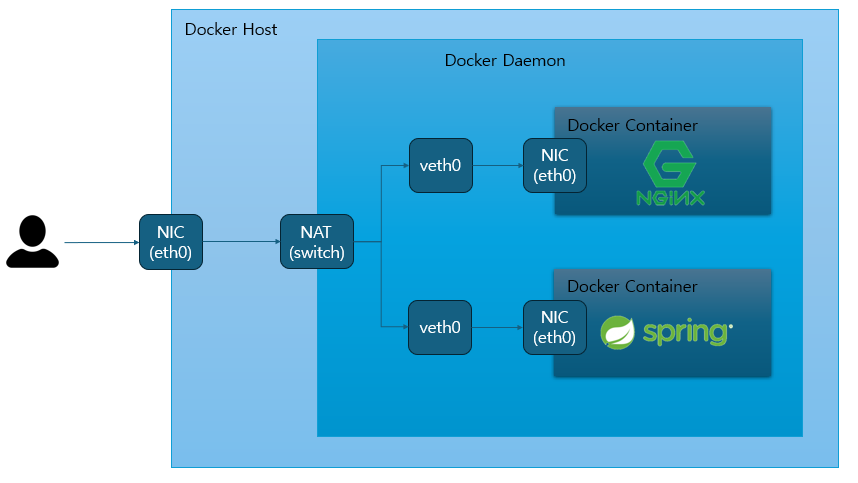 Docker Host
Docker Daemon
Docker Container
veth0
NIC
(eth0)
NGINX
NIC
(eth0)
NAT
(switch)
Docker Container
veth0
NIC
(eth0)
spring